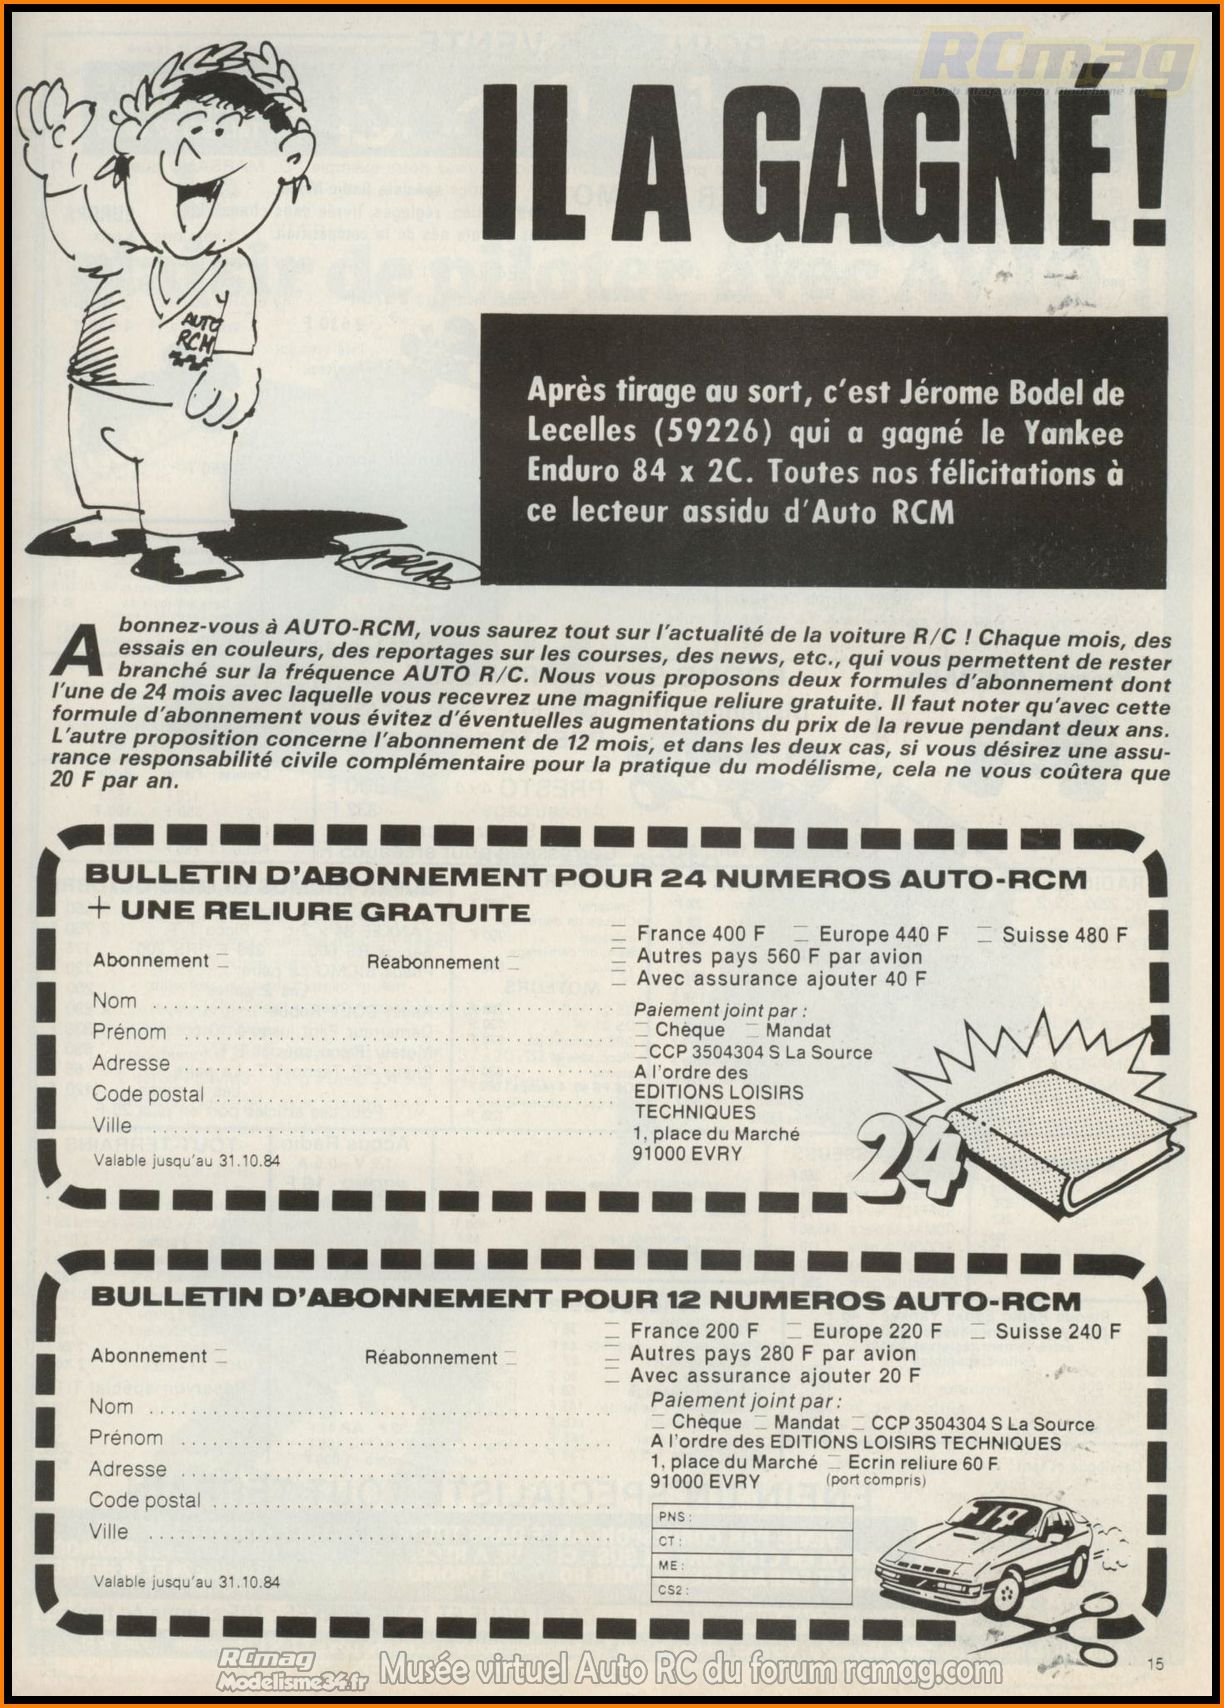 RCmag
IL A GAGNÉ!
AUTO
RCM
Après tirage au sort, c'est Jérome Bodel de
Lecelles (59226) qui a gagné le Yankee
Enduro 84 x 2C. Toutes nos félicitations à
ce lecteur assidu d'Auto RCM
Abonnez-vous à AUTO-RCM, vous saurez tout sur l'actualité de la voiture R/C ! Chaque mois, des
essais en couleurs, des reportages sur les courses, des news, etc., qui vous permettent de rester
branché sur la fréquence AUTO R/C. Nous vous proposons deux formules d'abonnement dont
l'une de 24 mois avec laquelle vous recevrez une magnifique reliure gratuite. Il faut noter qu'avec cette
formule d'abonnement vous évitez d'éventuelles augmentations du prix de la revue pendant deux ans.
L'autre proposition concerne l'abonnement de 12 mois, et dans les deux cas, si vous désirez une assu-
rance responsabilité civile complémentaire pour la pratique du modélisme, cela ne vous coûtera que
20 F par an.
BULLETIN D'ABONNEMENT POUR 24 NUMEROS AUTO-RCM
+ UNE RELIURE GRATUITE
France 400 F Europe 440 F Suisse 480 F
Abonnement Réabonnement Autres pays 560 F par avion
Avec assurance ajouter 40 F
Nom
Prénom
Adresse
Code postal
Ville
Valable jusqu'au 31.10.84
Paiement joint par :
Chèque Mandat
CCP 3504304 S La Source
A l'ordre des
EDITIONS LOISIRS
TECHNIQUES
1, place du Marché
91000 EVRY
24
BULLETIN D'ABONNEMENT POUR 12 NUMEROS AUTO-RCM
France 200 F Europe 220 F Suisse 240 F
Abonnement Réabonnement Autres pays 280 F par avion
Avec assurance ajouter 20 F
Nom
Prénom
Adresse
Code postal
Ville
Valable jusqu'au 31.10.84
Paiement joint par :
Chèque Mandat CCP 3504304 S La Source
A l'ordre des EDITIONS LOISIRS TECHNIQUES
1, place du Marché Ecrin reliure 60 F
91000 EVRY (port compris)
PNS :
CT :
ME :
CS2 :
15
RCmag
Modelisme34.fr Musée virtuel Auto RC du forum rcmag.com